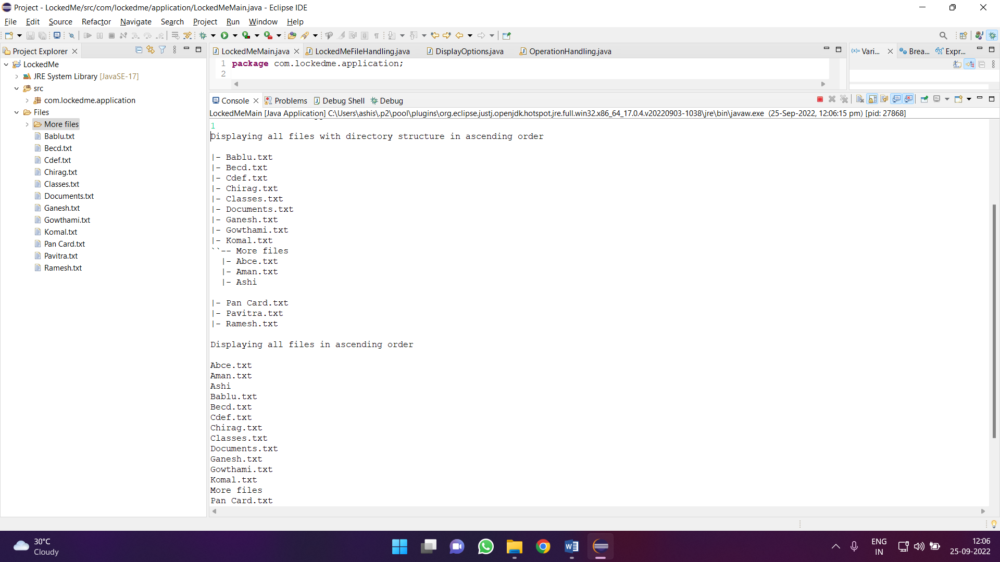 Project - LockedMe/src/com/lockedme/application/LockedMeMain.java - Eclipse IDE
File Edit Source Refactor Navigate Search Project Run Window Help
Project Explorer
LockedMe
JRE System Library [JavaSE-17]
src
com.lockedme.application
Files
More files
Bablu.txt
Becd.txt
Cdef.txt
Chirag.txt
Classes.txt
Documents.txt
Ganesh.txt
Gowthami.txt
Komal.txt
Pan Card.txt
Pavitra.txt
Ramesh.txt
LockedMeMain.java LockedMeFileHandling.java DisplayOptions.java OperationHandling.java
1 package com.lockedme.application;
2
(x)= Vari... Brea... Expr...
Console Problems Debug Shell Debug
LockedMeMain [Java Application] C:\Users\ashis\.p2\pool\plugins\org.eclipse.justj.openjdk.hotspot.jre.full.win32.x86_64_17.0.4.v20220903-1038\jre\bin\javaw.exe (25-Sep-2022, 12:06:15 pm) [pid: 27868]
1
Displaying all files with directory structure in ascending order
|- Bablu.txt
|- Becd.txt
|- Cdef.txt
|- Chirag.txt
|- Classes.txt
|- Documents.txt
|- Ganesh.txt
|- Gowthami.txt
|- Komal.txt
``-- More files
|- Abce.txt
|- Aman.txt
|- Ashi
|- Pan Card.txt
|- Pavitra.txt
|- Ramesh.txt
Displaying all files in ascending order
Abce.txt
Aman.txt
Ashi
Bablu.txt
Becd.txt
Cdef.txt
Chirag.txt
Classes.txt
Documents.txt
Ganesh.txt
Gowthami.txt
Komal.txt
More files
Pan Card.txt
30°C
Cloudy
ENG
IN
12:06
25-09-2022